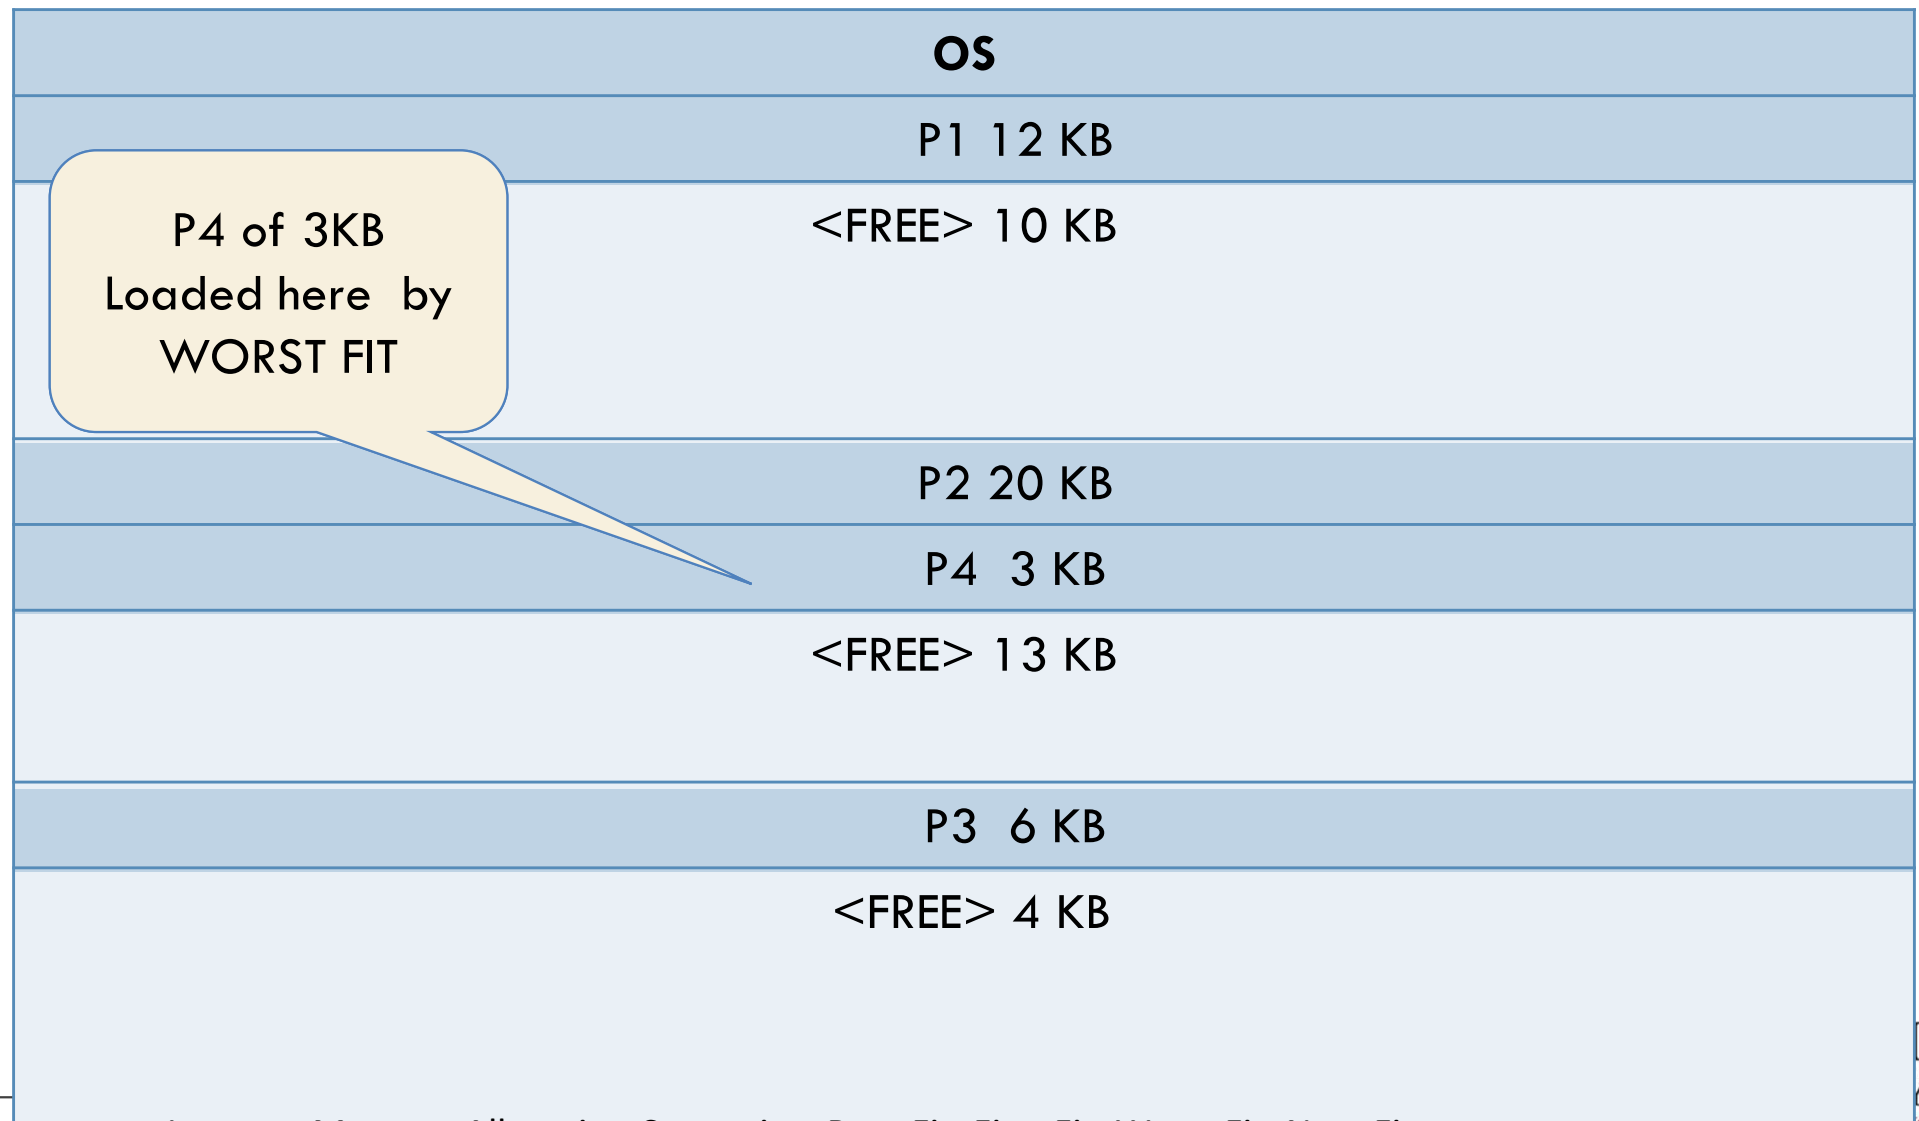 OS
P1 12 KB
P4 of 3KB
Loaded here by
WORST FIT
<FREE> 10 KB
P2 20 KB
P4 3 KB
<FREE> 13 KB
P3 6 KB
<FREE> 4 KB